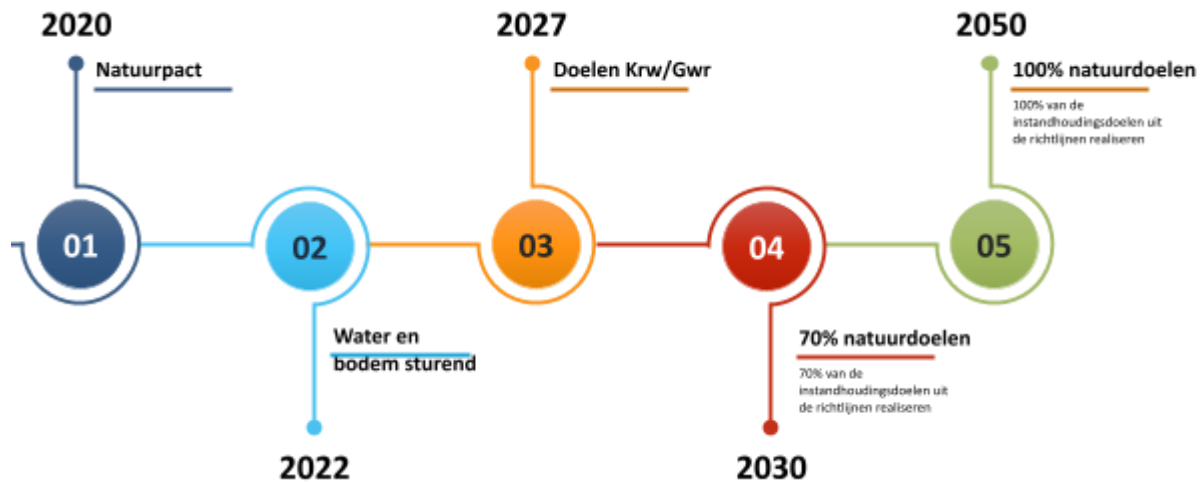 2020
2027
2050
Natuurpact
Doelen Krw/Gwr
100% natuurdoelen
100% van de
instandhoudingsdoelen uit
de richtlijnen realiseren
01
02
03
04
05
Water en
bodem sturend
70% natuurdoelen
70% van de
instandhoudingsdoelen uit
de richtlijnen realiseren
2022
2030